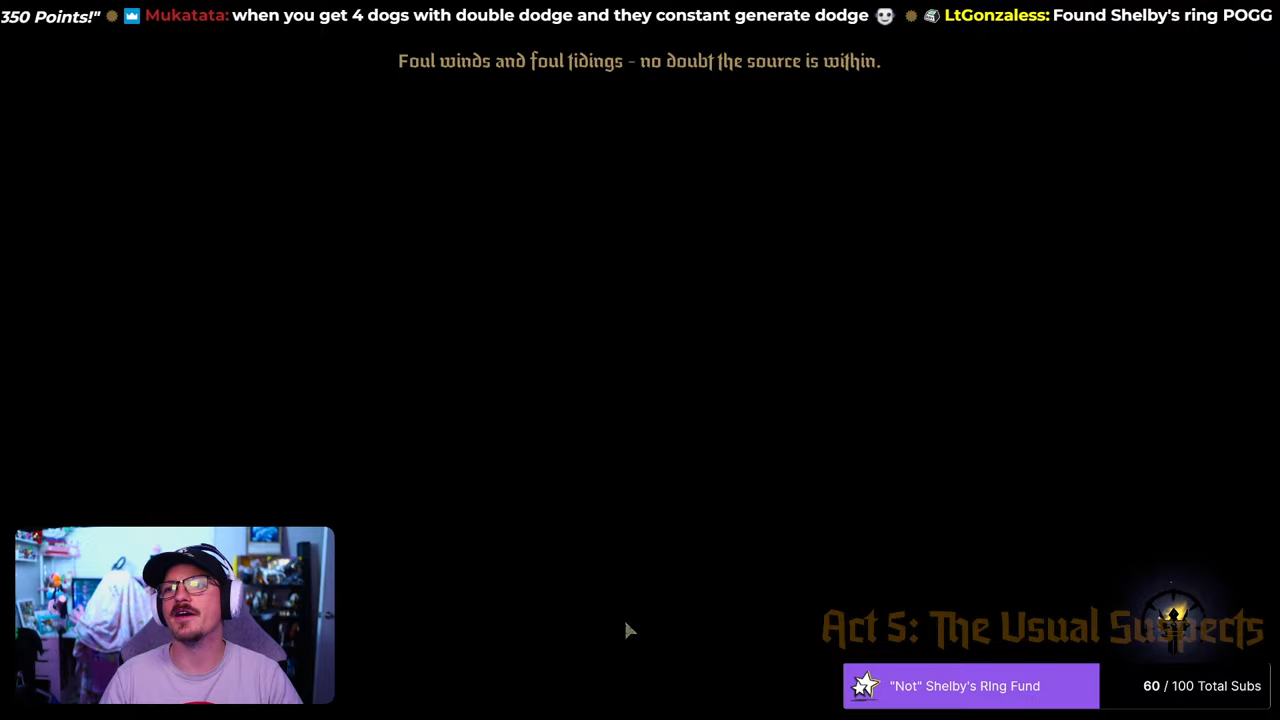 350 Points!" Mukatata: when you get 4 dogs with double dodge and they constant generate dodge LtGonzaless: Found Shelby's ring POGG
Foul winds and foul tidings - no doubt the source is within.
Act 5: The Usual Suspects
"Not" Shelby's RIng Fund 60 / 100 Total Subs